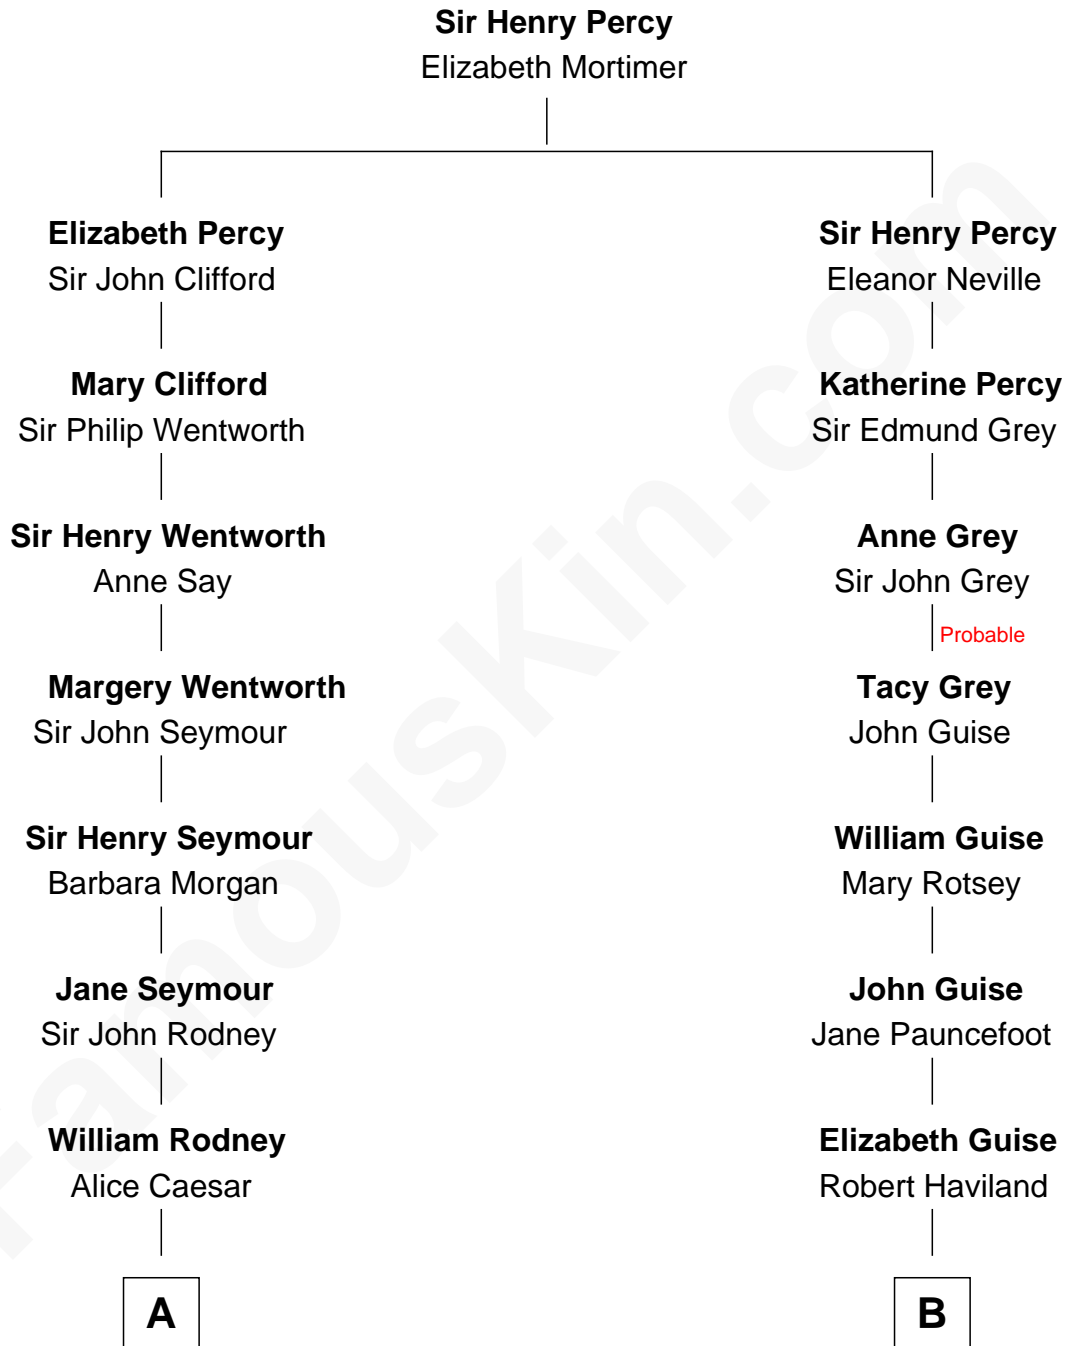 Sir Henry Percy
Elizabeth Mortimer
Elizabeth Percy
Sir John Clifford
Mary Clifford
Sir Philip Wentworth
Sir Henry Wentworth
Anne Say
Margery Wentworth
Sir John Seymour
Sir Henry Seymour
Barbara Morgan
Jane Seymour
Sir John Rodney
William Rodney
Alice Caesar
A
Sir Henry Percy
Eleanor Neville
Katherine Percy
Sir Edmund Grey
Anne Grey
Sir John Grey
Probable
Tacy Grey
John Guise
William Guise
Mary Rotsey
John Guise
Jane Pauncefoot
Elizabeth Guise
Robert Haviland
B
FamousKin.com